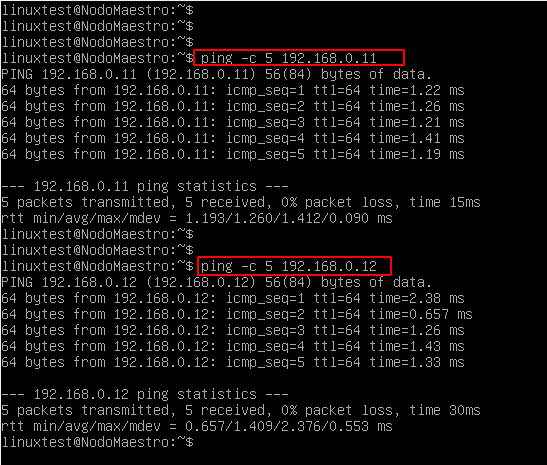 linuxtest@NodoMaestro:~$
linuxtest@NodoMaestro:~$
linuxtest@NodoMaestro:~$
linuxtest@NodoMaestro:~$ ping -c 5 192.168.0.11
PING 192.168.0.11 (192.168.0.11) 56(84) bytes of data.
64 bytes from 192.168.0.11: icmp_seq=1 ttl=64 time=1.22 ms
64 bytes from 192.168.0.11: icmp_seq=2 ttl=64 time=1.26 ms
64 bytes from 192.168.0.11: icmp_seq=3 ttl=64 time=1.21 ms
64 bytes from 192.168.0.11: icmp_seq=4 ttl=64 time=1.41 ms
64 bytes from 192.168.0.11: icmp_seq=5 ttl=64 time=1.19 ms
--- 192.168.0.11 ping statistics ---
5 packets transmitted, 5 received, 0% packet loss, time 15ms
rtt min/avg/max/mdev = 1.193/1.260/1.412/0.090 ms
linuxtest@NodoMaestro:~$
linuxtest@NodoMaestro:~$
linuxtest@NodoMaestro:~$ ping -c 5 192.168.0.12
PING 192.168.0.12 (192.168.0.12) 56(84) bytes of data.
64 bytes from 192.168.0.12: icmp_seq=1 ttl=64 time=2.38 ms
64 bytes from 192.168.0.12: icmp_seq=2 ttl=64 time=0.657 ms
64 bytes from 192.168.0.12: icmp_seq=3 ttl=64 time=1.26 ms
64 bytes from 192.168.0.12: icmp_seq=4 ttl=64 time=1.43 ms
64 bytes from 192.168.0.12: icmp_seq=5 ttl=64 time=1.33 ms
--- 192.168.0.12 ping statistics ---
5 packets transmitted, 5 received, 0% packet loss, time 30ms
rtt min/avg/max/mdev = 0.657/1.409/2.376/0.553 ms
linuxtest@NodoMaestro:~$